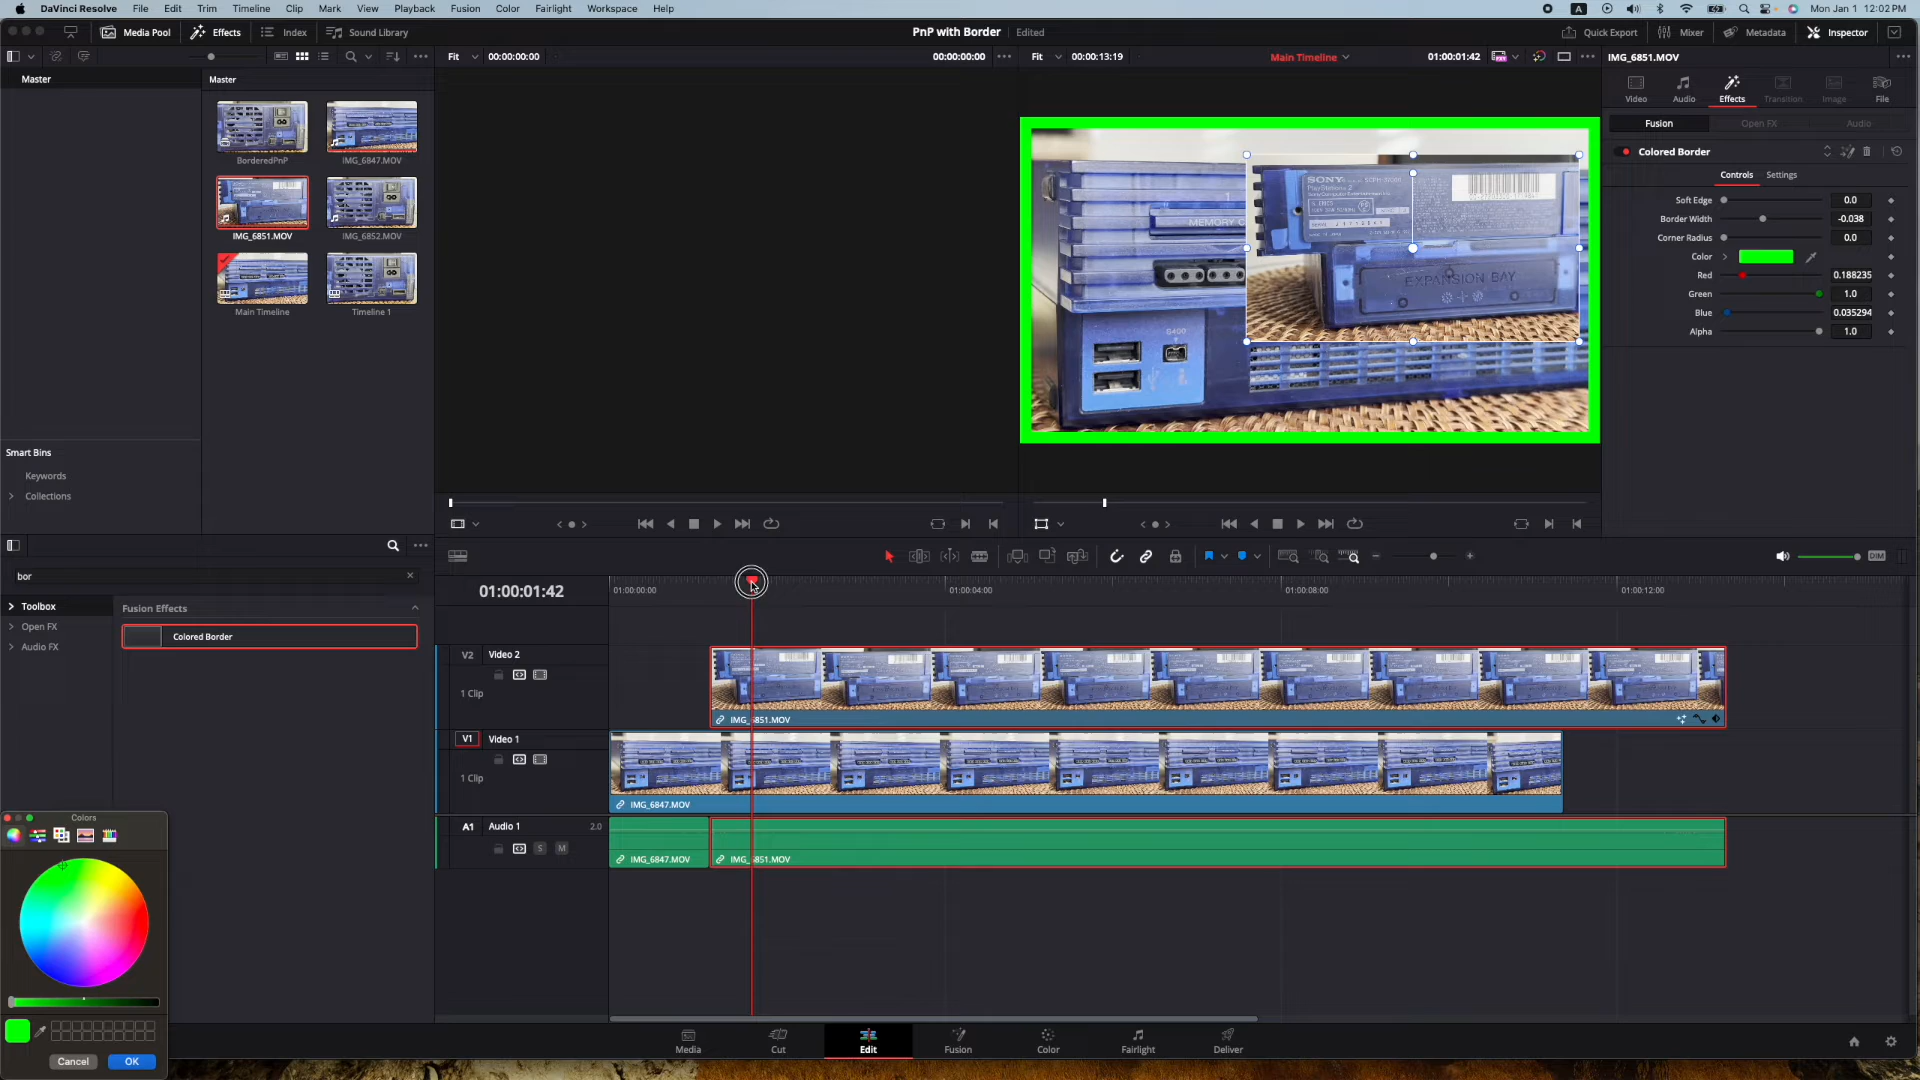 DaVinci Resolve File Edit Trim Timeline Clip Mark View Playback Fusion Color Fairlight Workspace Help
A Mon Jan 1 12:02 PM
Media Pool Effects Index Sound Library
PnP with Border Edited
Quick Export Mixer Metadata Inspector
Fit 00:00:00:00 00:00:00:00
Fit 00:00:13:19 Main Timeline 01:00:01:42
IMG_6851.MOV
Master
Master
BorderedPnP
IMG_6847.MOV
IMG_6851.MOV
IMG_6852.MOV
Main Timeline
Timeline 1
Smart Bins
Keywords
Collections
SONY
PlayStation 2
MEMORY C
EXPANSION BAY
S400
Video Audio Effects Transition Image File
Fusion Open FX Audio
Colored Border
Controls Settings
Soft Edge 0.0
Border Width -0.038
Corner Radius 0.0
Color
Red 0.188235
Green 1.0
Blue 0.035294
Alpha 1.0
bor
Toolbox
Open FX
Audio FX
Fusion Effects
Colored Border
DIM
01:00:01:42
01:00:00:00 01:00:04:00 01:00:08:00 01:00:12:00
V2 Video 2
1 Clip
IMG_6851.MOV
V1 Video 1
1 Clip
IMG_6847.MOV
A1 Audio 1 2.0
S M
IMG_6847.MOV
IMG_6851.MOV
Colors
Cancel OK
Media Cut Edit Fusion Color Fairlight Deliver